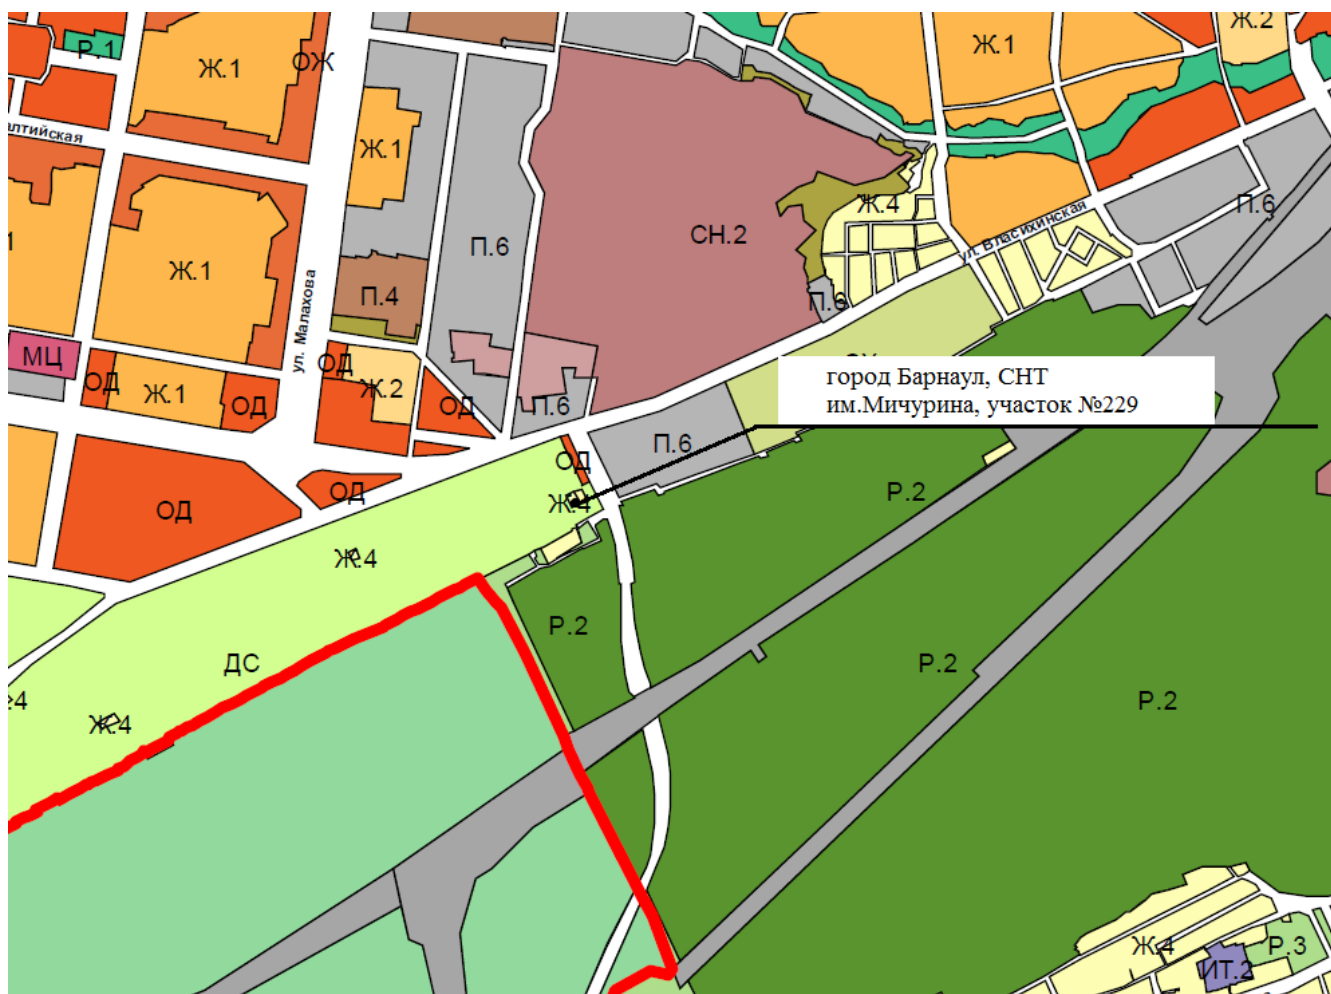 Р.1
Ж.1
ОЖ
Ж.1
Ж.2
алтийская
Ж.1
Ж.4
П.6
ул. Власихинская
СН.2
П.6
1
Ж.1
П.4
П.6
ул. Малахова
МЦ
ОД
ОД
Ж.1
ОД
Ж.2
ОД
П.6
город Барнаул, СНТ
им.Мичурина, участок №229
П.6
ОД
ОД
ОД
Ж.4
Р.2
Ж.4
Р.2
ДС
Р.2
Р.2
.4
Ж.4
Ж.4
Р.3
ИТ.2